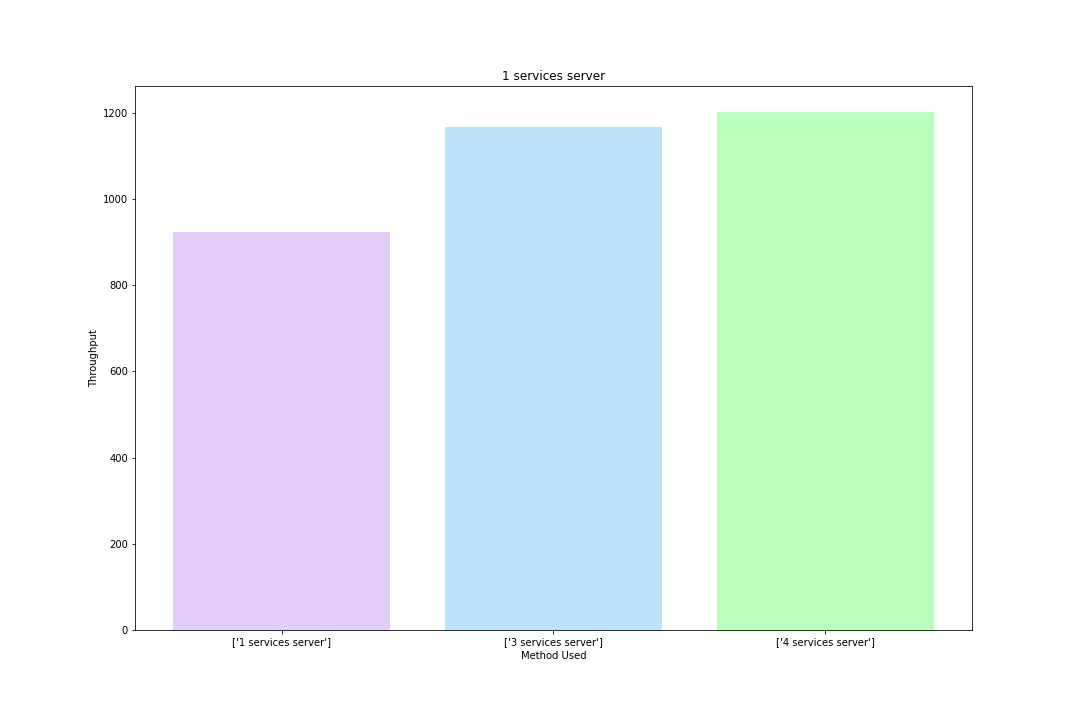 1 services server
1200
1000
800
600
400
200
0
Throughput
['1 services server'] ['3 services server'] ['4 services server']
Method Used